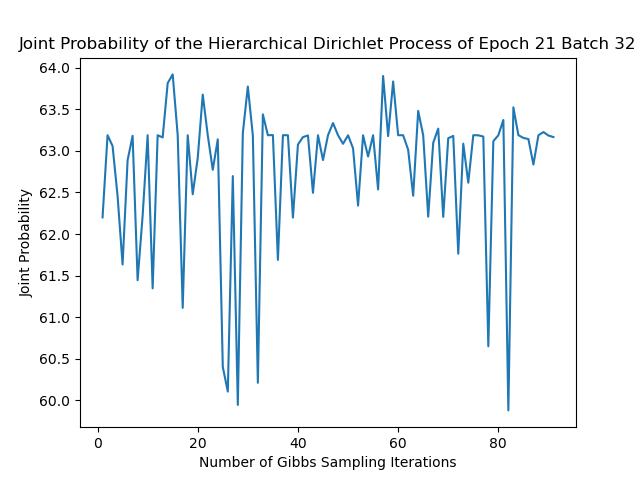 Joint Probability of the Hierarchical Dirichlet Process of Epoch 21 Batch 32
64.0
63.5
63.0
62.5
62.0
61.5
61.0
60.5
60.0
Joint Probability
0 20 40 60 80
Number of Gibbs Sampling Iterations